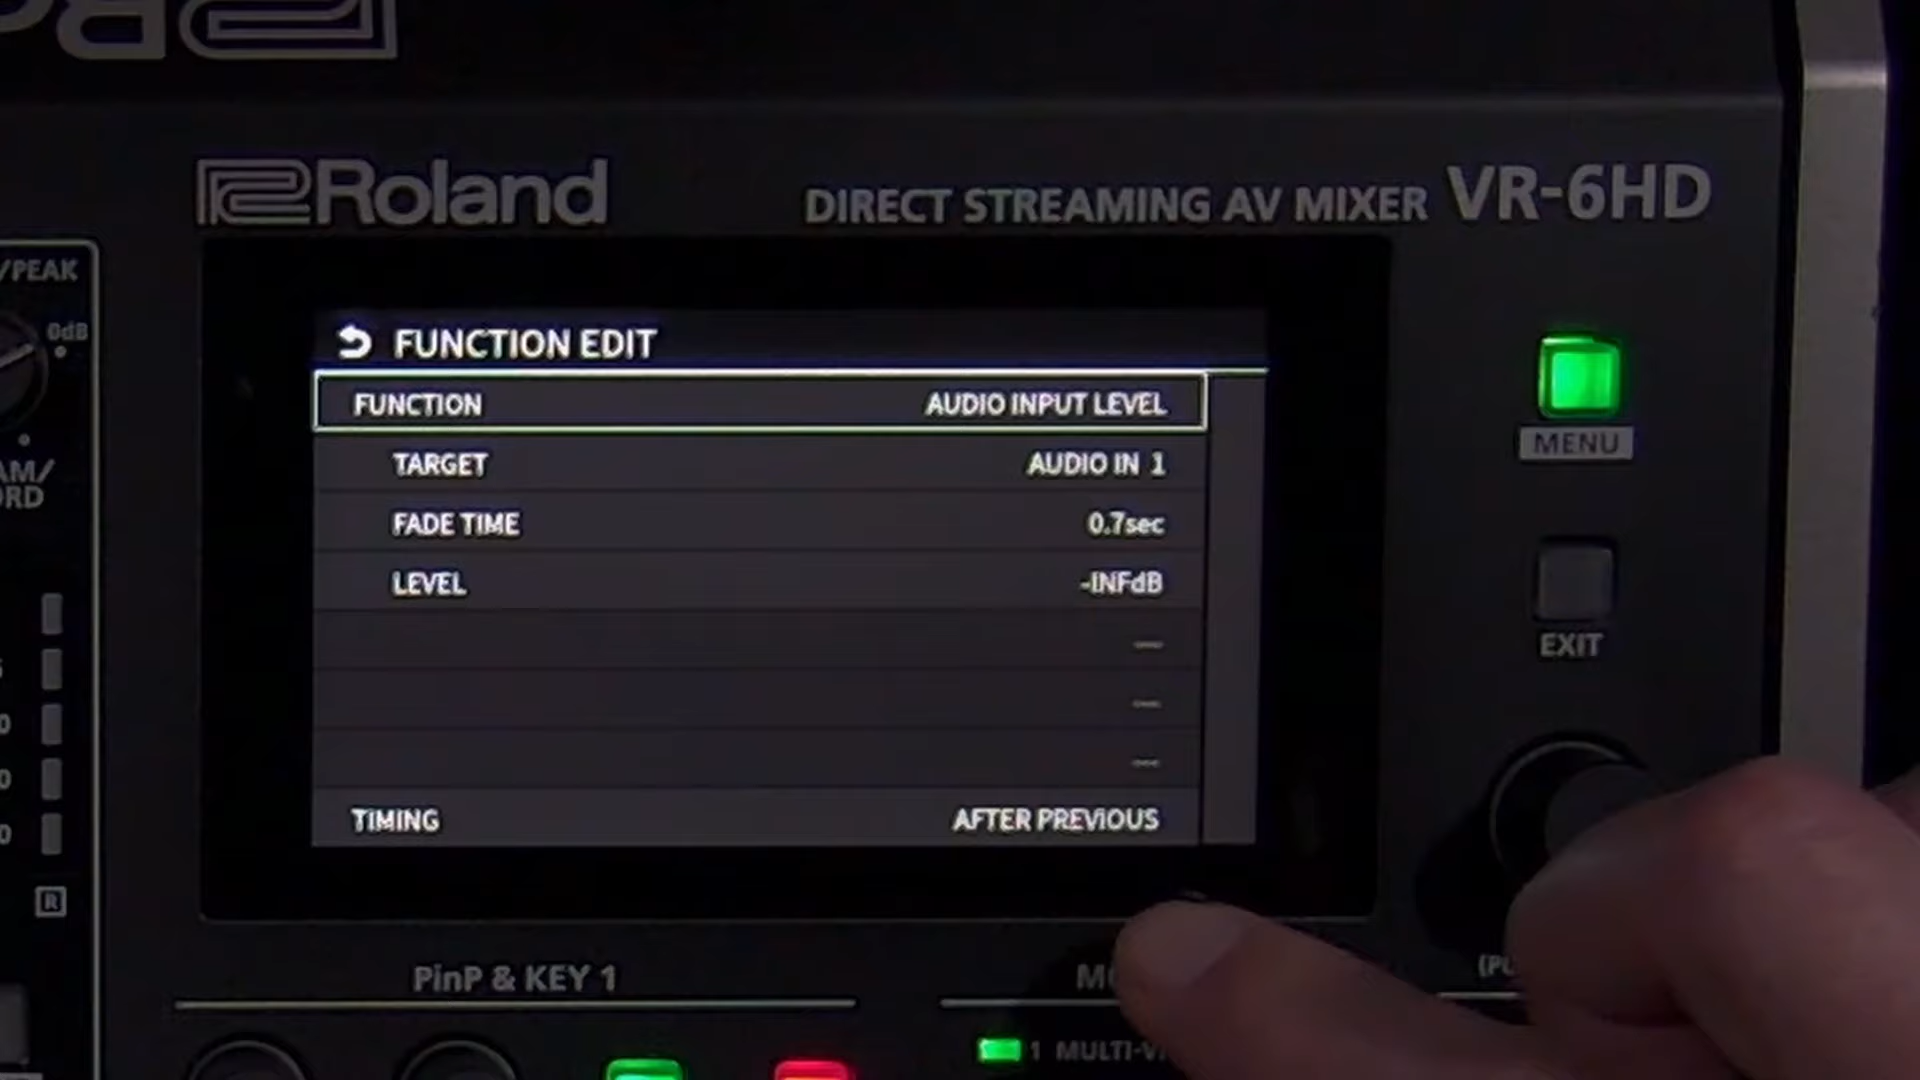 Roland
DIRECT STREAMING AV MIXER VR-6HD
/PEAK
0dB
FUNCTION EDIT
FUNCTION AUDIO INPUT LEVEL
TARGET AUDIO IN 1
FADE TIME 0.7sec
LEVEL -INFdB
TIMING AFTER PREVIOUS
MENU
EXIT
R
PinP & KEY 1
1 MULTI-V